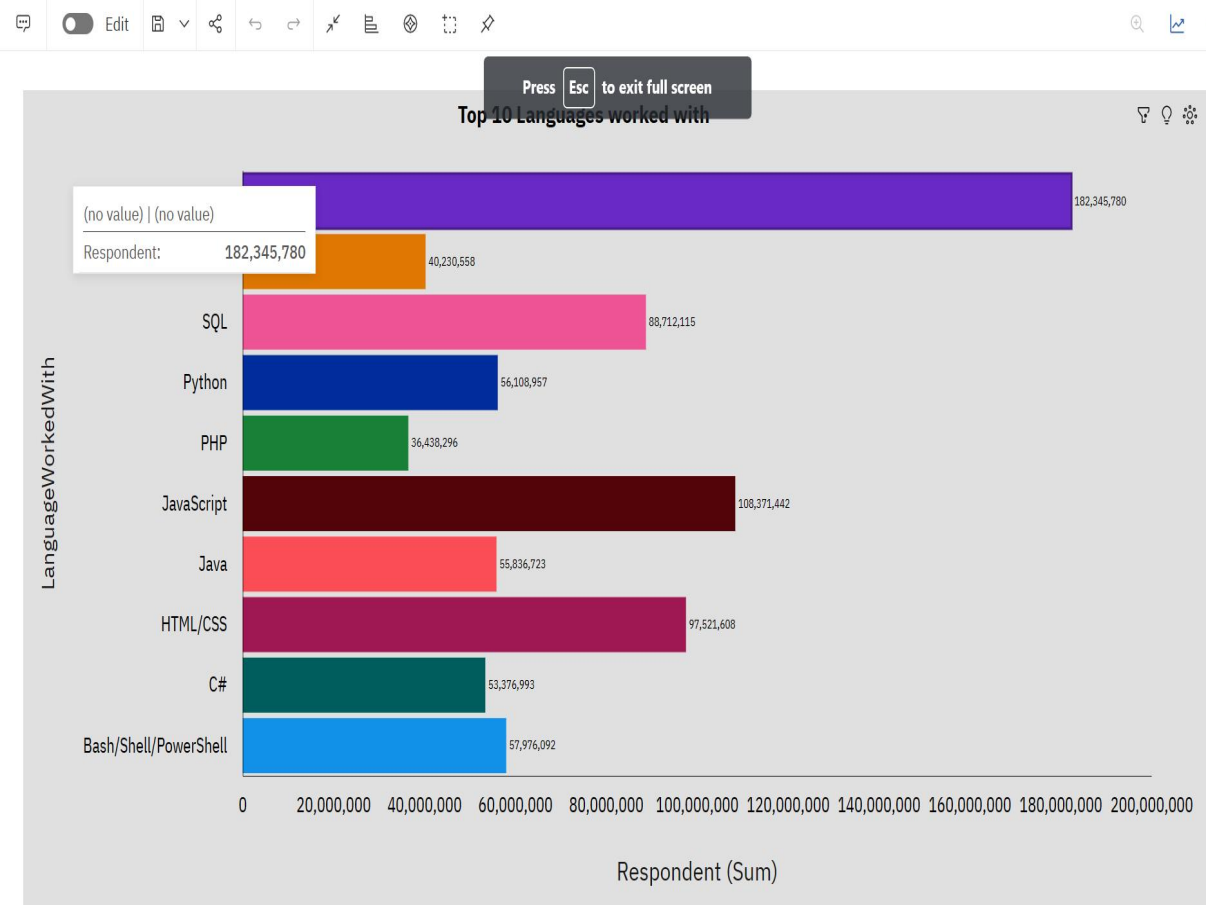 Edit
Press Esc to exit full screen
Top 10 Languages worked with
(no value) | (no value)
Respondent: 182,345,780
182,345,780
40,230,558
SQL 88,712,115
Python 56,108,957
PHP 36,438,296
JavaScript 108,371,442
Java 55,836,723
HTML/CSS 97,521,608
C# 53,376,993
Bash/Shell/PowerShell 57,976,092
LanguageWorkedWith
0 20,000,000 40,000,000 60,000,000 80,000,000 100,000,000 120,000,000 140,000,000 160,000,000 180,000,000 200,000,000
Respondent (Sum)